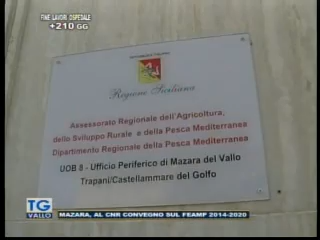 FINE LAVORI OSPEDALE
+210 GG
Regione Siciliana
Assessorato Regionale dell'Agricoltura,
dello Sviluppo Rurale e della Pesca Mediterranea
Dipartimento Regionale della Pesca Mediterranea
UOB 8 - Ufficio Periferico di Mazara del Vallo
Trapani/Castellammare del Golfo
TG
VALLO
MAZARA, AL CNR CONVEGNO SUL FEAMP 2014-2020